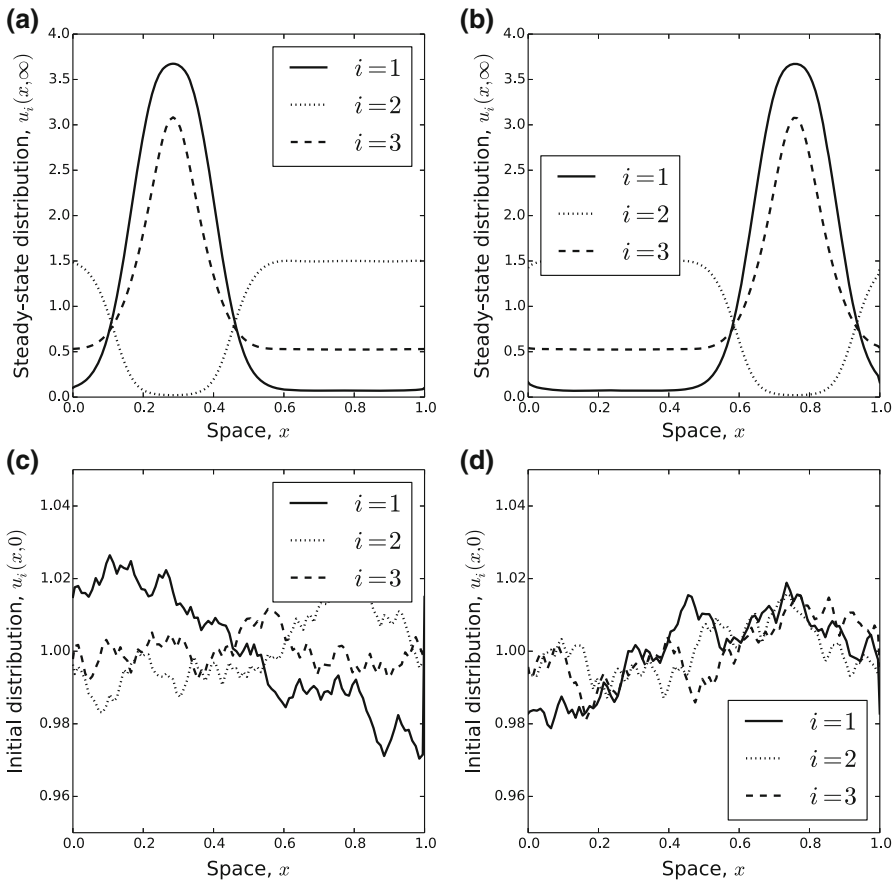 (a)
4.0
3.5
3.0
2.5
2.0
1.5
1.0
0.5
0.0
0.0 0.2 0.4 0.6 0.8 1.0
Steady-state distribution, u_i(x,∞)
Space, x
i=1
i=2
i=3
(b)
4.0
3.5
3.0
2.5
2.0
1.5
1.0
0.5
0.0
0.0 0.2 0.4 0.6 0.8 1.0
Steady-state distribution, u_i(x,∞)
Space, x
i=1
i=2
i=3
(c)
1.04
1.02
1.00
0.98
0.96
0.0 0.2 0.4 0.6 0.8 1.0
Initial distribution, u_i(x,0)
Space, x
i=1
i=2
i=3
(d)
1.04
1.02
1.00
0.98
0.96
0.0 0.2 0.4 0.6 0.8 1.0
Initial distribution, u_i(x,0)
Space, x
i=1
i=2
i=3